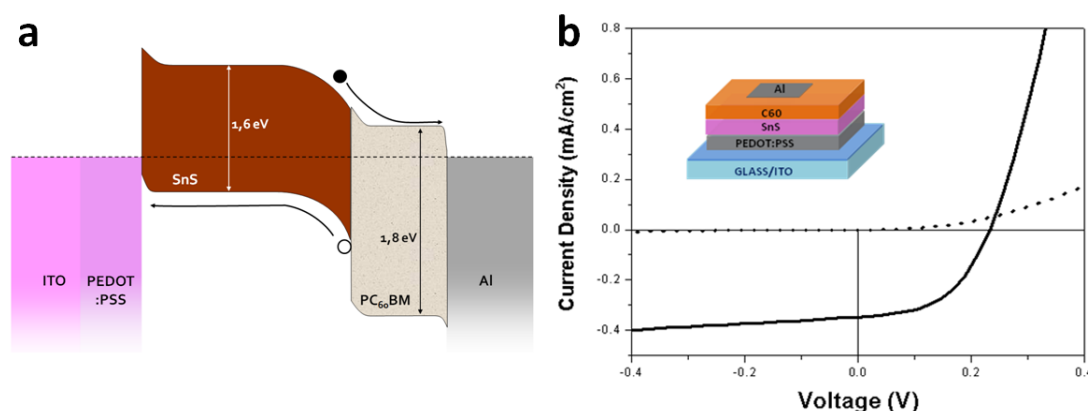 a
1,6 eV
SnS
1,8 eV
ITO
PEDOT
:PSS
PC₆₀BM
Al
b
Current Density (mA/cm²)
0.8
0.6
0.4
0.2
0.0
-0.2
-0.4
-0.4
-0.2
0.0
0.2
0.4
Voltage (V)
Al
C60
SnS
PEDOT:PSS
GLASS/ITO